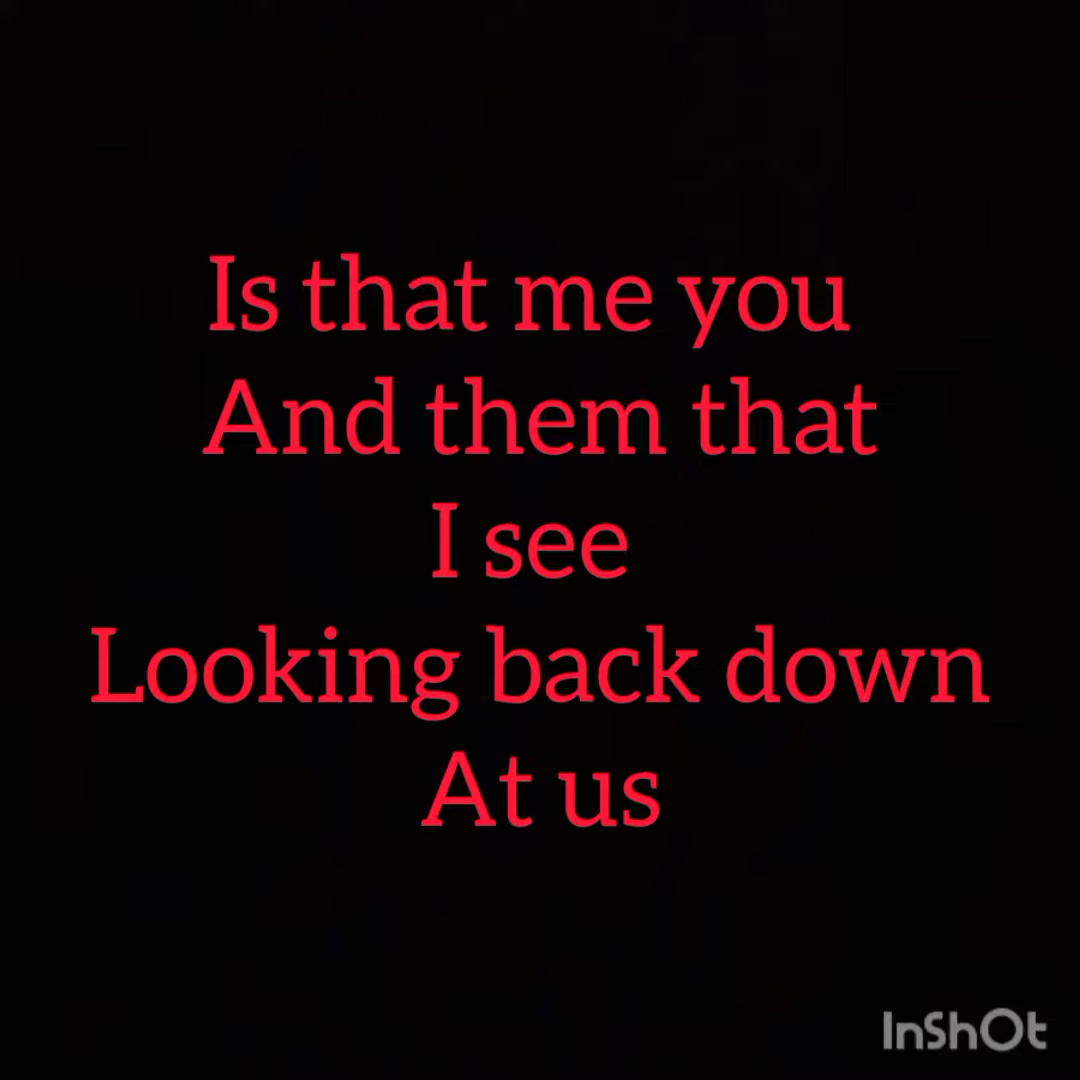 Is that me you
And them that
I see
Looking back down
At us
InShOt